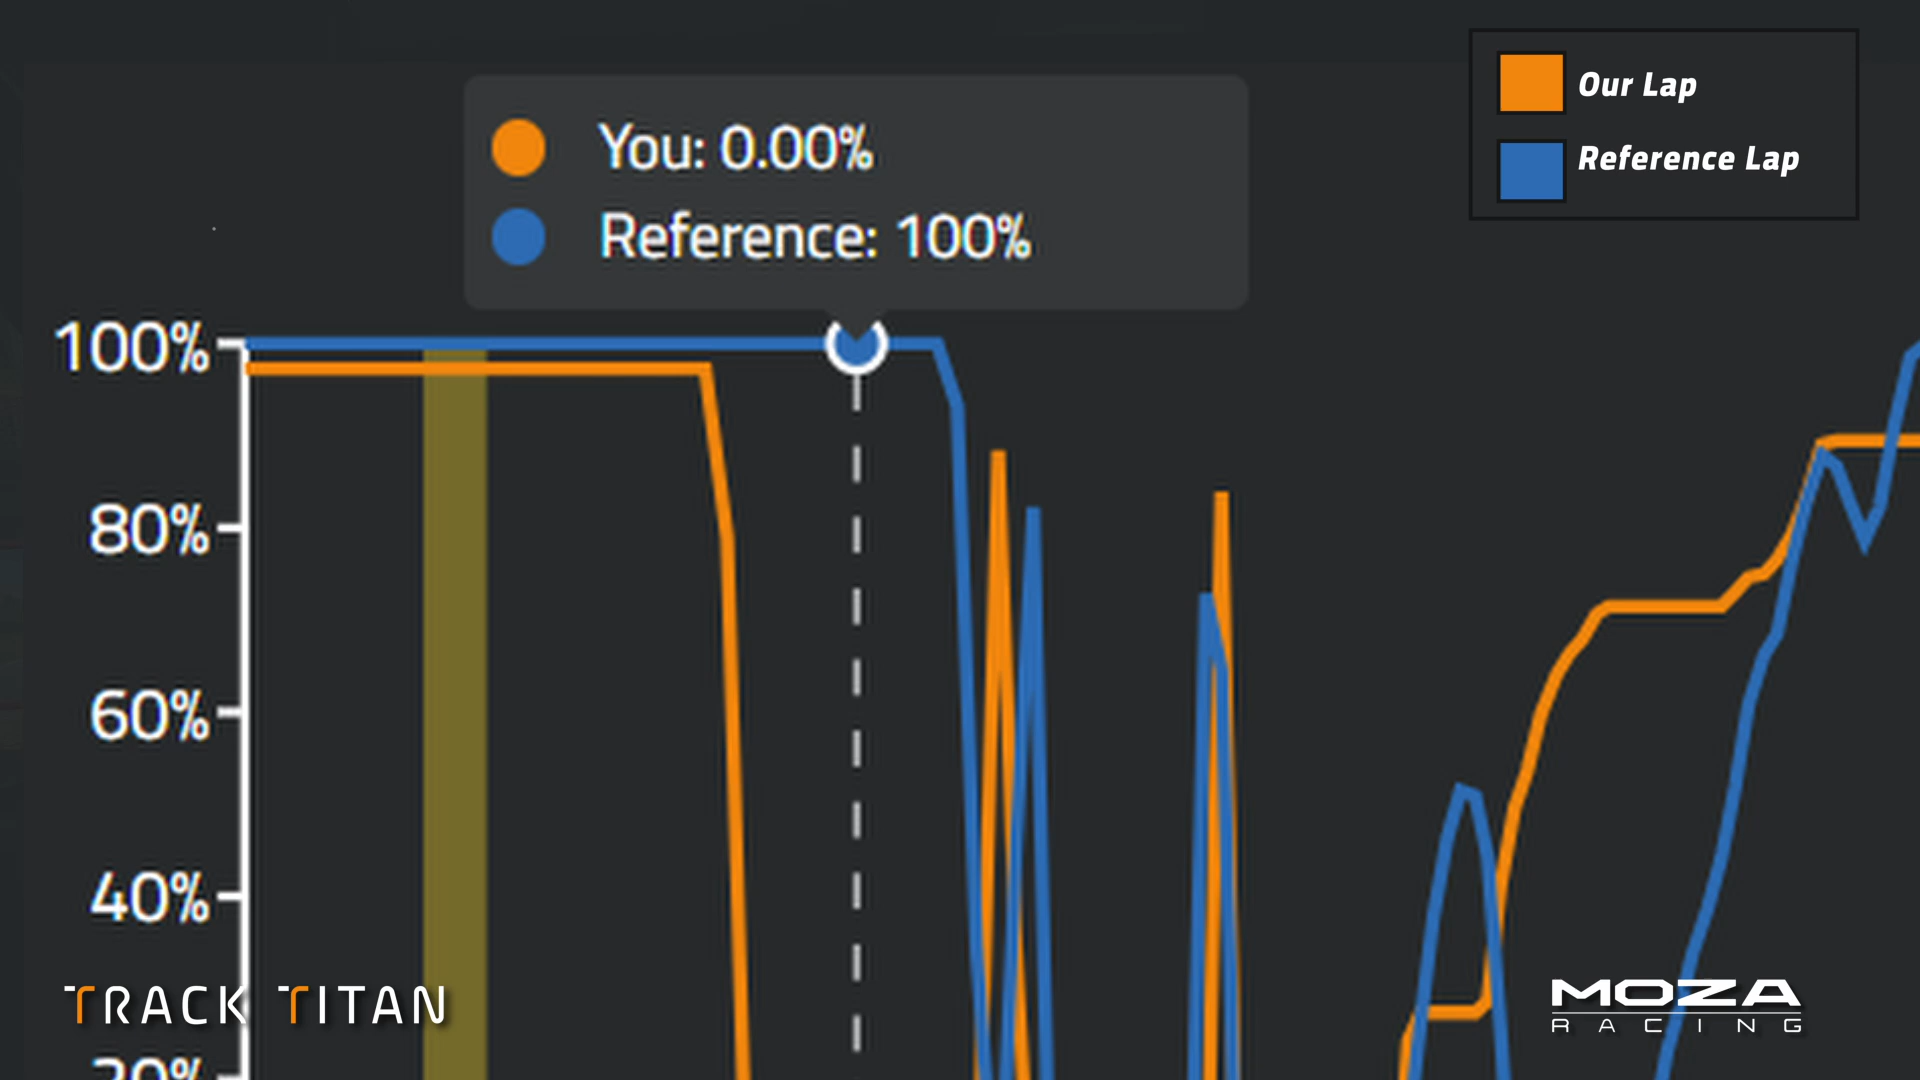 Our Lap
Reference Lap
You: 0.00%
Reference: 100%
100%
80%
60%
40%
20%
TRACK TITAN
MOZA
RACING